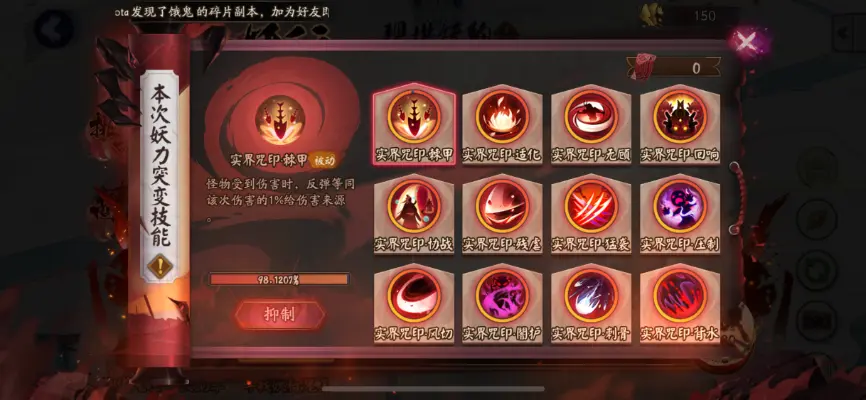 ota发现了饿鬼的碎片副本，加为好友即
150
0
本次妖力突变技能
实界咒印·棘甲 被动
怪物受到伤害时，反弹等同
该次伤害的1%给伤害来源
。
98.1207%
抑制
实界咒印·棘甲
实界咒印·适化
实界咒印·无顾
实界咒印·回响
实界咒印·协战
实界咒印·残虐
实界咒印·猛袭
实界咒印·压制
实界咒印·风切
实界咒印·闇护
实界咒印·刺骨
实界咒印·背水